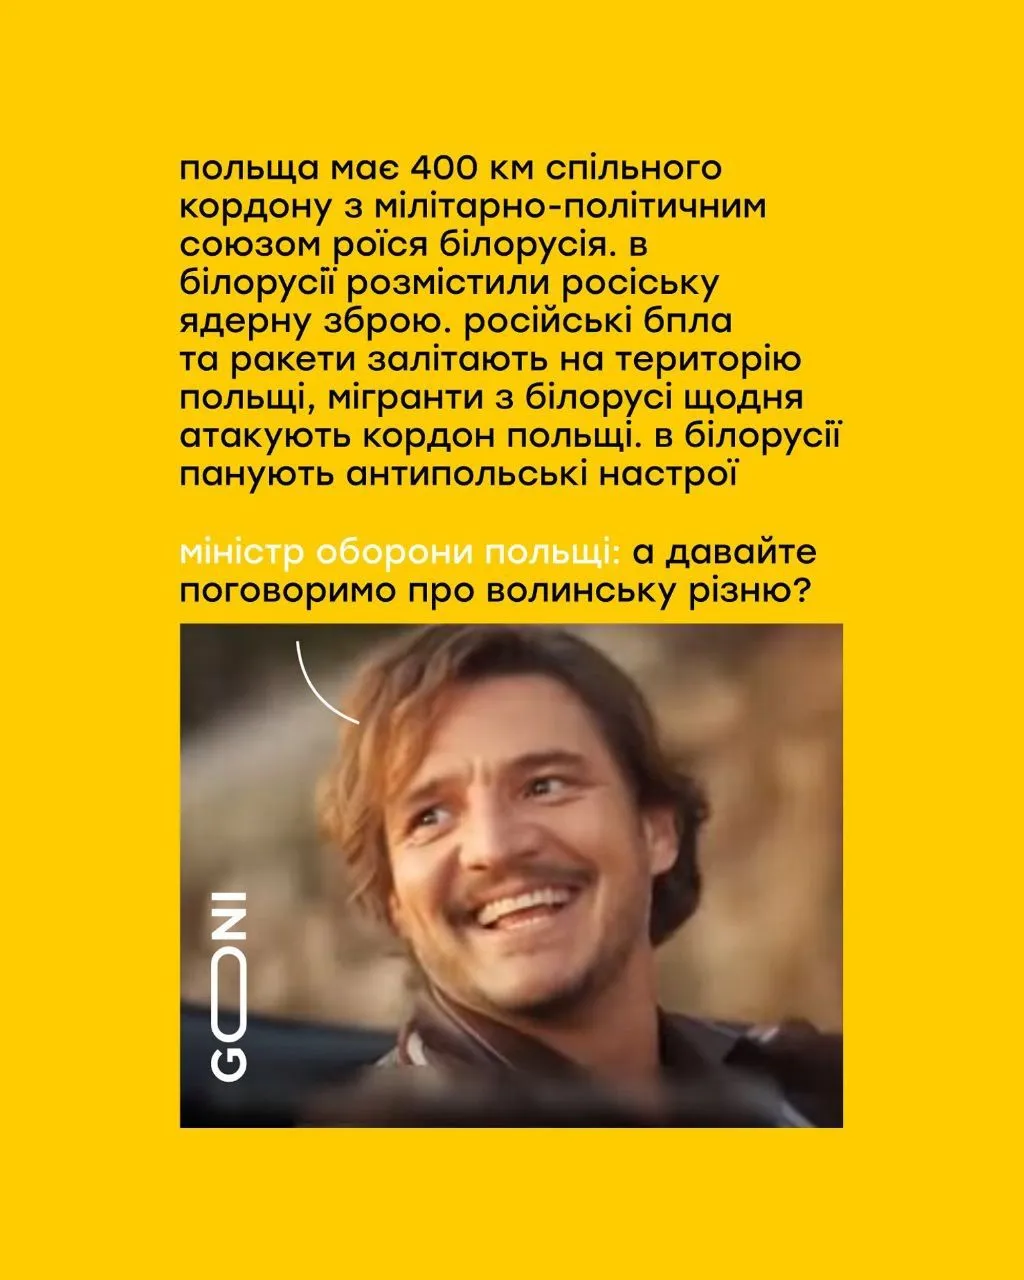 польща має 400 км спільного
кордону з мілітарно-політичним
союзом роїся білорусія. в
білорусії розмістили росіську
ядерну зброю. російські бпла
та ракети залітають на територію
польщі, мігранти з білорусі щодня
атакують кордон польщі. в білорусії
панують антипольські настрої
міністр оборони польщі: а давайте
поговоримо про волинську різню?
GONI